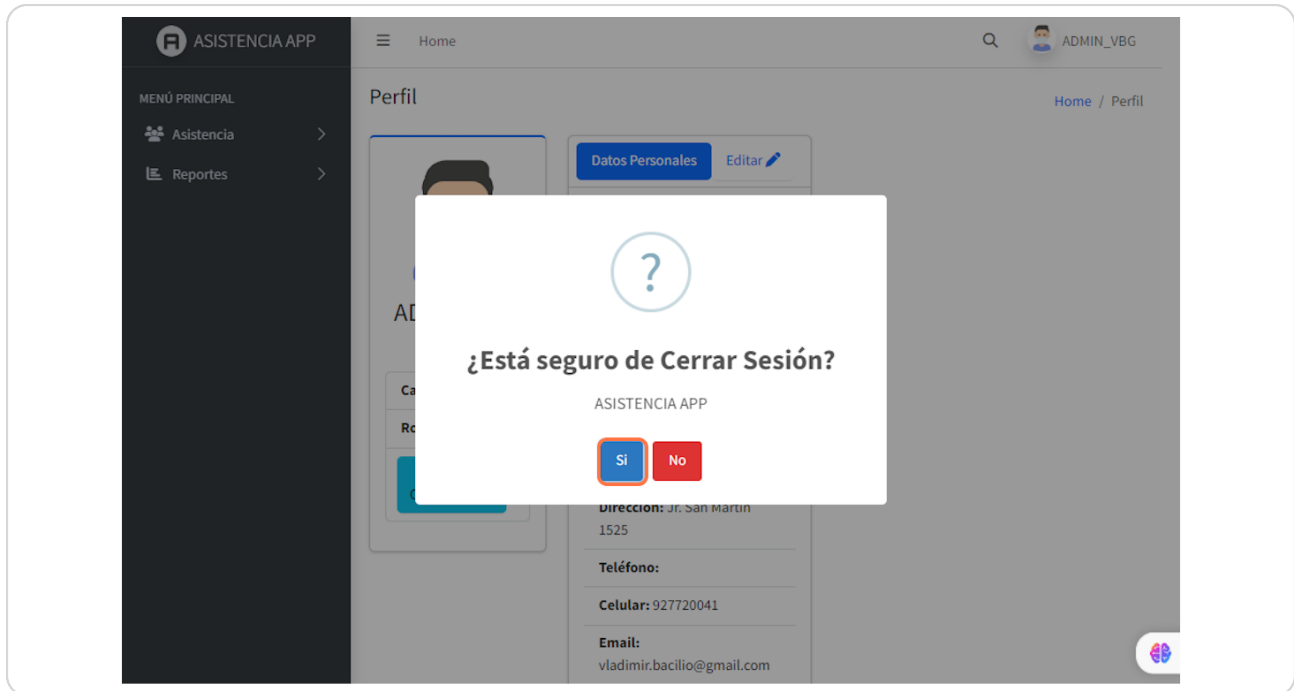 ASISTENCIA APP
Home
ADMIN_VBG
MENÚ PRINCIPAL
Asistencia
Reportes
Perfil
Home / Perfil
Datos Personales
Editar
¿Está seguro de Cerrar Sesión?
ASISTENCIA APP
Si
No
Dirección: Jr. San Martin
1525
Teléfono:
Celular: 927720041
Email:
vladimir.bacilio@gmail.com